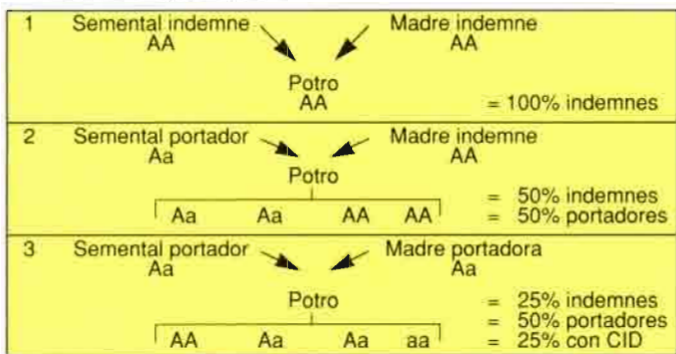 1 Semental indemne Madre indemne
AA AA
Potro
AA = 100% indemnes
2 Semental portador Madre indemne
Aa AA
Potro
= 50% indemnes
Aa Aa AA AA = 50% portadores
3 Semental portador Madre portadora
Aa Aa
Potro = 25% indemnes
= 50% portadores
AA Aa Aa aa = 25% con CID